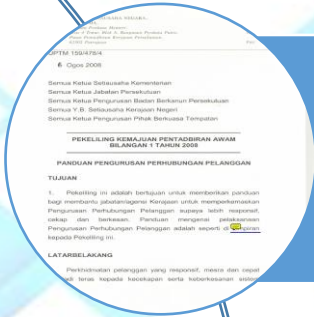 UPTM 159/478/4
6 Ogos 2008
Semua Ketua Setiausaha Kementerian
Semua Ketua Jabatan Persekutuan
Semua Ketua Pengurusan Badan Berkanun Persekutuan
Semua Y.B. Setiausaha Kerajaan Negeri
Semua Ketua Pengurusan Pihak Berkuasa Tempatan
PEKELILING KEMAJUAN PENTADBIRAN AWAM
BILANGAN 1 TAHUN 2008
PANDUAN PENGURUSAN PERHUBUNGAN PELANGGAN
TUJUAN
1. Pekeliling ini adalah bertujuan untuk memberikan panduan
bagi membantu jabatan/agensi Kerajaan untuk memperkemaskan
Pengurusan Perhubungan Pelanggan supaya lebih responsif,
cekap dan berkesan. Panduan mengenai pelaksanaan
Pengurusan Perhubungan Pelanggan adalah seperti di
kepada Pekeliling ini.
LATARBELAKANG
Perkhidmatan pelanggan yang responsif, mesra dan cepat
teras kepada kecekapan serta keberkesanan